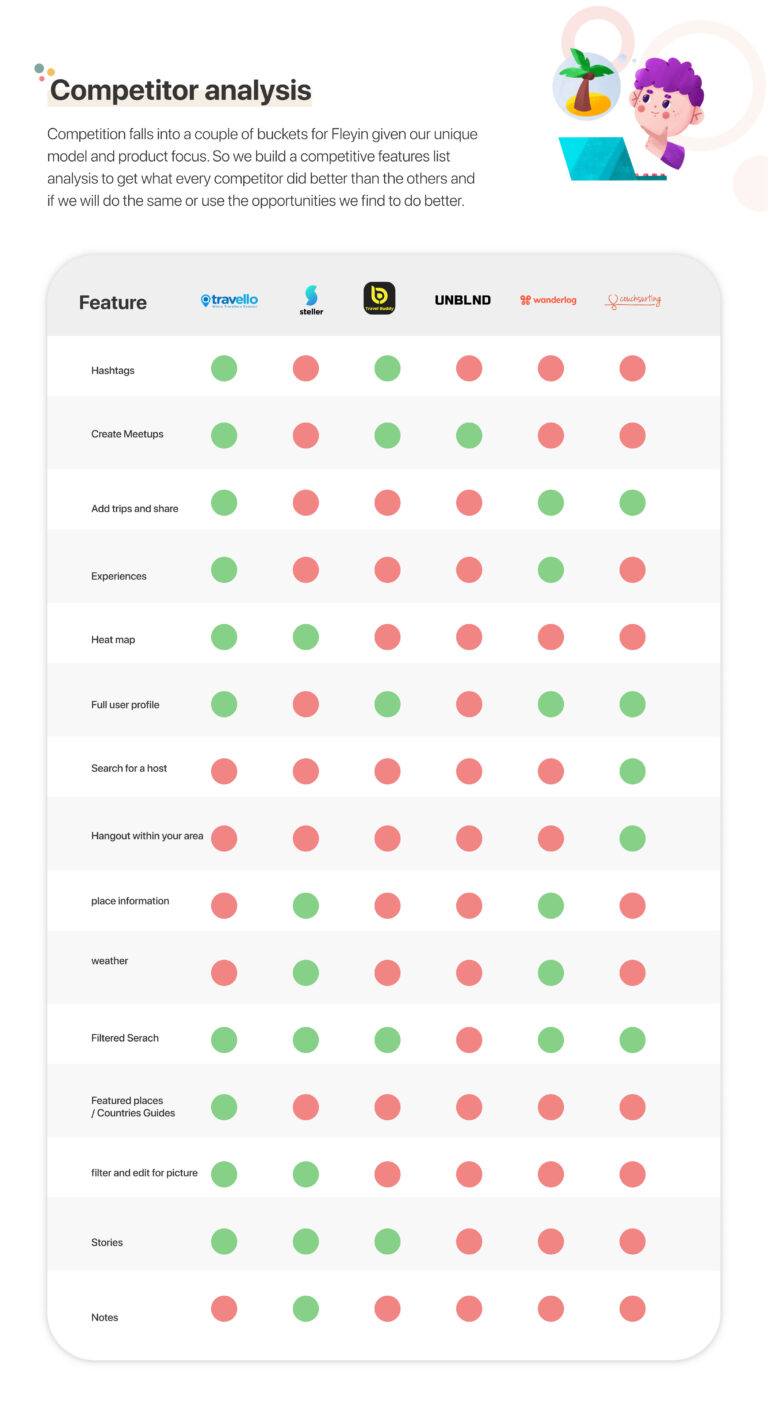 Competitor analysis
Competition falls into a couple of buckets for Fleyin given our unique
model and product focus. So we build a competitive features list
analysis to get what every competitor did better than the others and
if we will do the same or use the opportunities we find to do better.
Feature
travello
steller
Travel Buddy
UNBLND
wanderlog
couchsurfing
Hashtags
Create Meetups
Add trips and share
Experiences
Heat map
Full user profile
Search for a host
Hangout within your area
place information
weather
Filtered Serach
Featured places
/ Countries Guides
filter and edit for picture
Stories
Notes